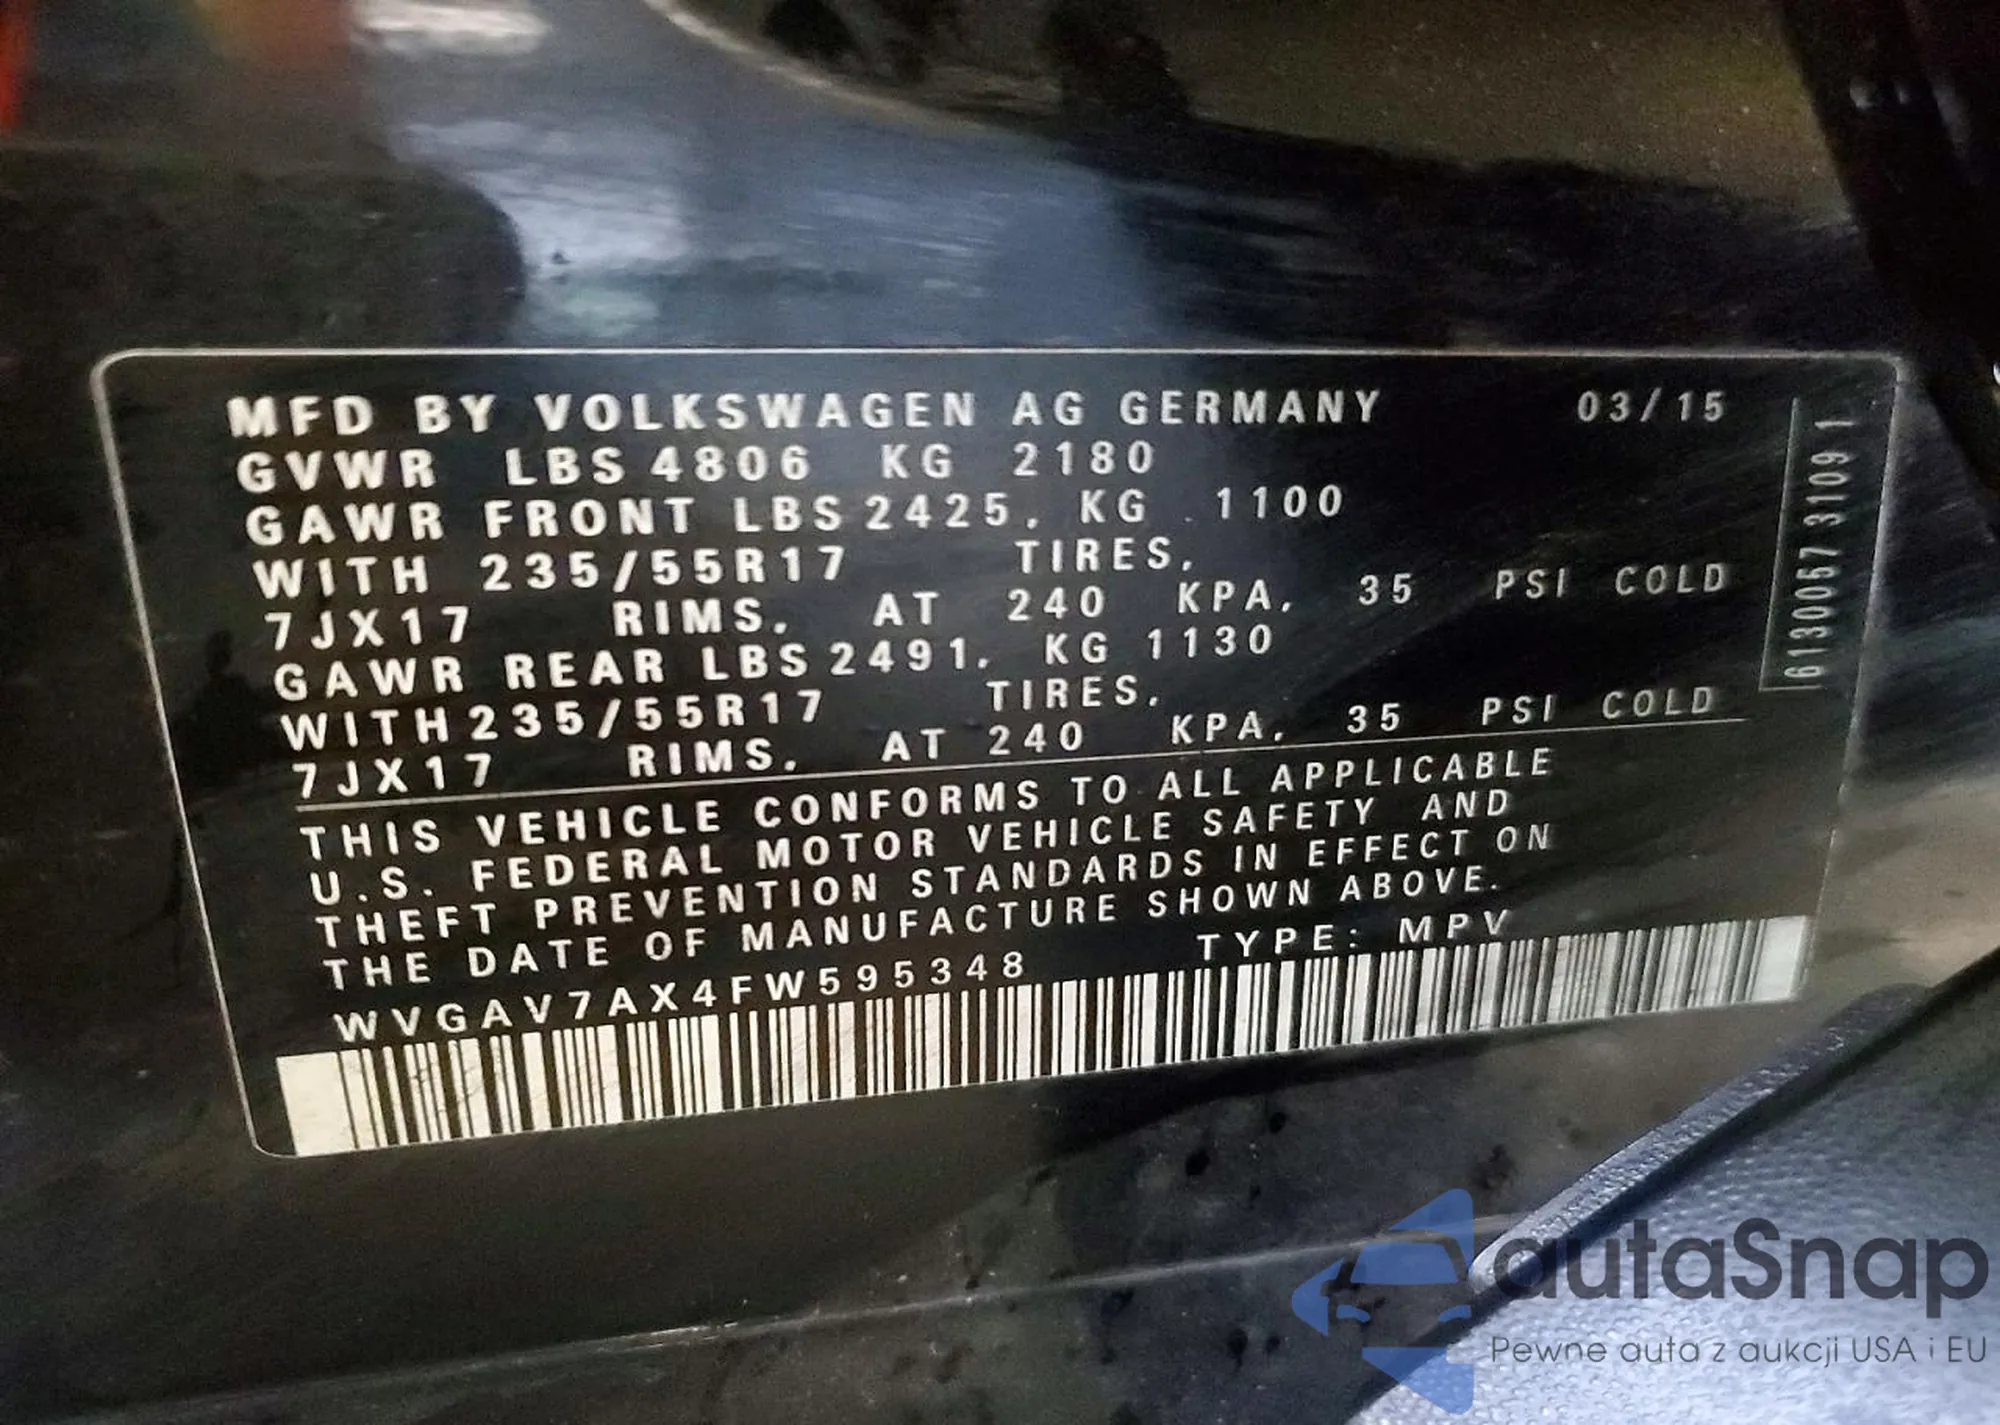 MFD BY VOLKSWAGEN AG GERMANY 03/15
GVWR LBS 4806 KG 2180
GAWR FRONT LBS 2425, KG 1100
WITH 235/55R17 TIRES,
7JX17 RIMS, AT 240 KPA, 35 PSI COLD
GAWR REAR LBS 2491, KG 1130
WITH 235/55R17 TIRES,
7JX17 RIMS, AT 240 KPA, 35 PSI COLD
THIS VEHICLE CONFORMS TO ALL APPLICABLE
U.S. FEDERAL MOTOR VEHICLE SAFETY AND
THEFT PREVENTION STANDARDS IN EFFECT ON
THE DATE OF MANUFACTURE SHOWN ABOVE.
WVGAV7AX4FW595348 TYPE: MPV
6130057 3109 1
autaSnap
Pewne auta z aukcji USA i EU